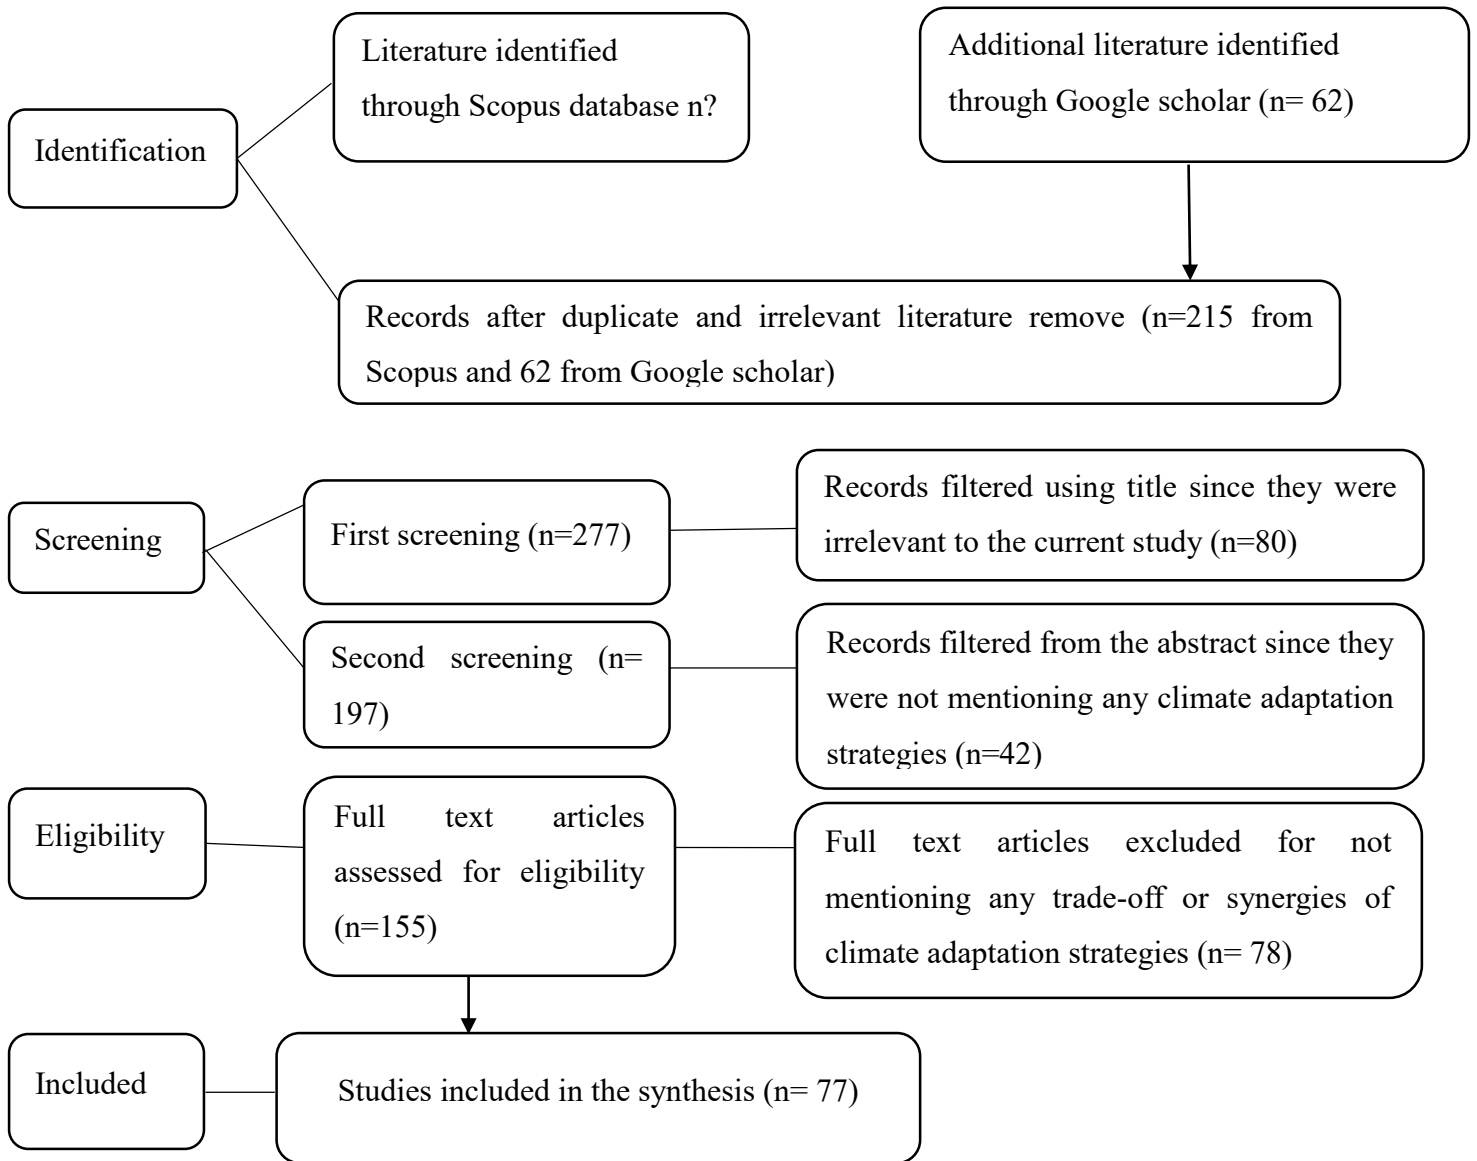 Literature identified
through Scopus database n?
Additional literature identified
through Google scholar (n= 62)
Identification
Records after duplicate and irrelevant literature remove (n=215 from
Scopus and 62 from Google scholar)
Screening
First screening (n=277)
Records filtered using title since they were
irrelevant to the current study (n=80)
Second screening (n=
197)
Records filtered from the abstract since they
were not mentioning any climate adaptation
strategies (n=42)
Eligibility
Full text articles
assessed for eligibility
(n=155)
Full text articles excluded for not
mentioning any trade-off or synergies of
climate adaptation strategies (n= 78)
Included
Studies included in the synthesis (n= 77)